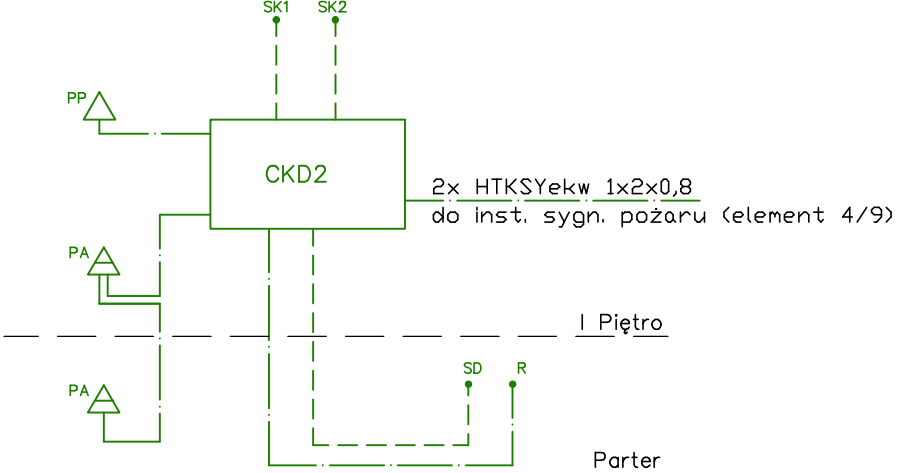 SK1 SK2
PP
CKD2
2x HTKSYekw 1x2x0,8
do inst. sygn. pożaru (element 4/9)
PA
I Piętro
SD R
PA
Parter